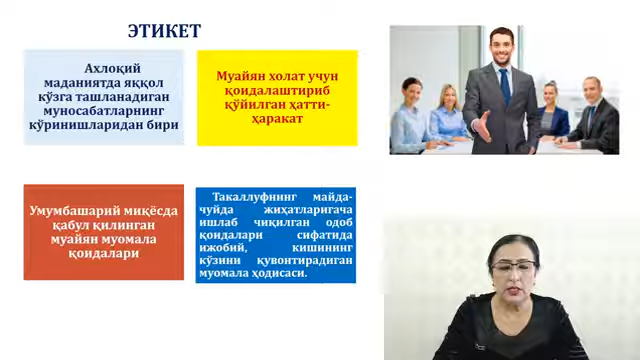 ЭТИКЕТ
Ахлоқий
маданиятда яққол
кўзга ташланадиган
муносабатларнинг
кўринишларидан бири
Муайян холат учун
қоидалаштириб
қўйилган ҳатти-
ҳаракат
Умумбашарий миқёсда
қабул қилинган
муайян муомала
қоидалари
Такаллуфнинг майда-
чуйда жиҳатларигача
ишлаб чиқилган одоб
қоидалари сифатида
ижобий, кишининг
кўзини қувонтирадиган
муомала ҳодисаси.